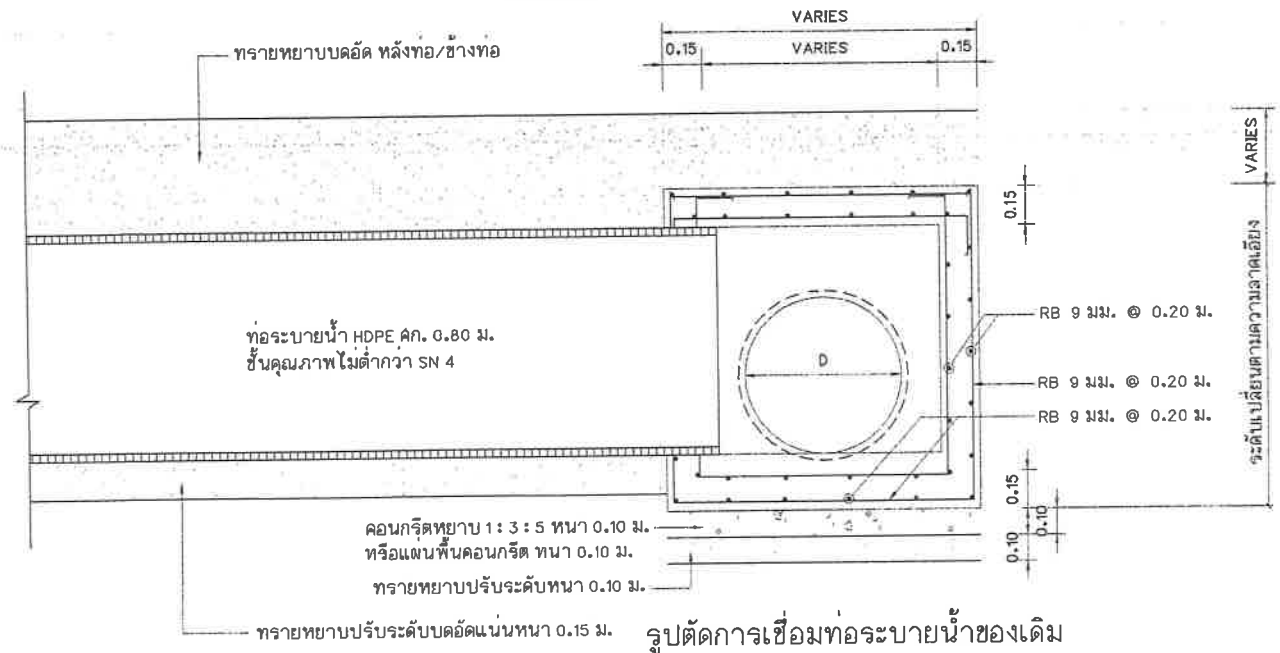 VARIES
0.15 VARIES 0.15
ทรายหยาบบดอัด หลังท่อ/ข้างท่อ
VARIES
0.15
ท่อระบายน้ำ HDPE ศก. 0.80 ม.
ชั้นคุณภาพไม่ต่ำกว่า SN 4
D
RB 9 มม. @ 0.20 ม.
RB 9 มม. @ 0.20 ม.
RB 9 มม. @ 0.20 ม.
ระดับเปลี่ยนตามความลาดเอียง
0.15
0.10
0.10
คอนกรีตหยาบ 1 : 3 : 5 หนา 0.10 ม.
หรือแผ่นพื้นคอนกรีต หนา 0.10 ม.
ทรายหยาบปรับระดับหนา 0.10 ม.
ทรายหยาบปรับระดับบดอัดแน่นหนา 0.15 ม.
รูปตัดการเชื่อมท่อระบายน้ำของเดิม